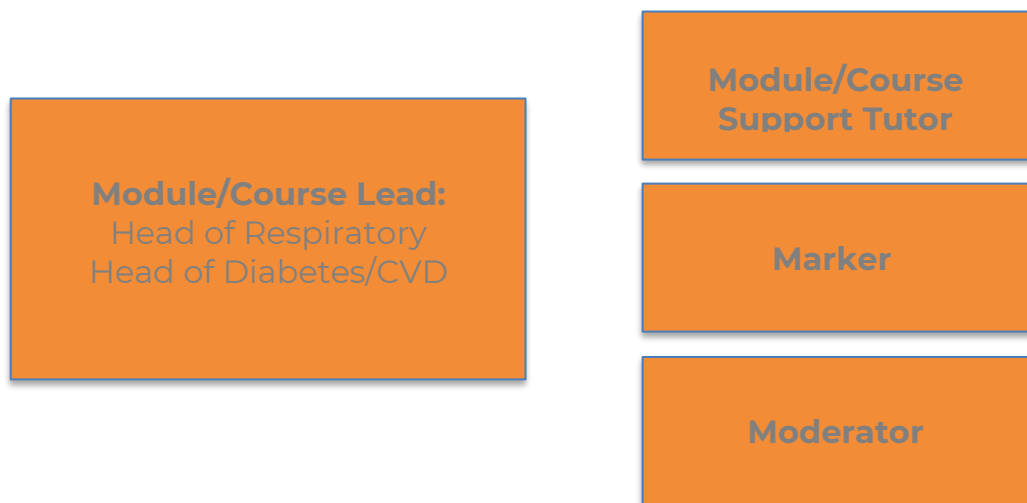 Module/Course Lead:
Head of Respiratory
Head of Diabetes/CVD
Module/Course
Support Tutor
Marker
Moderator